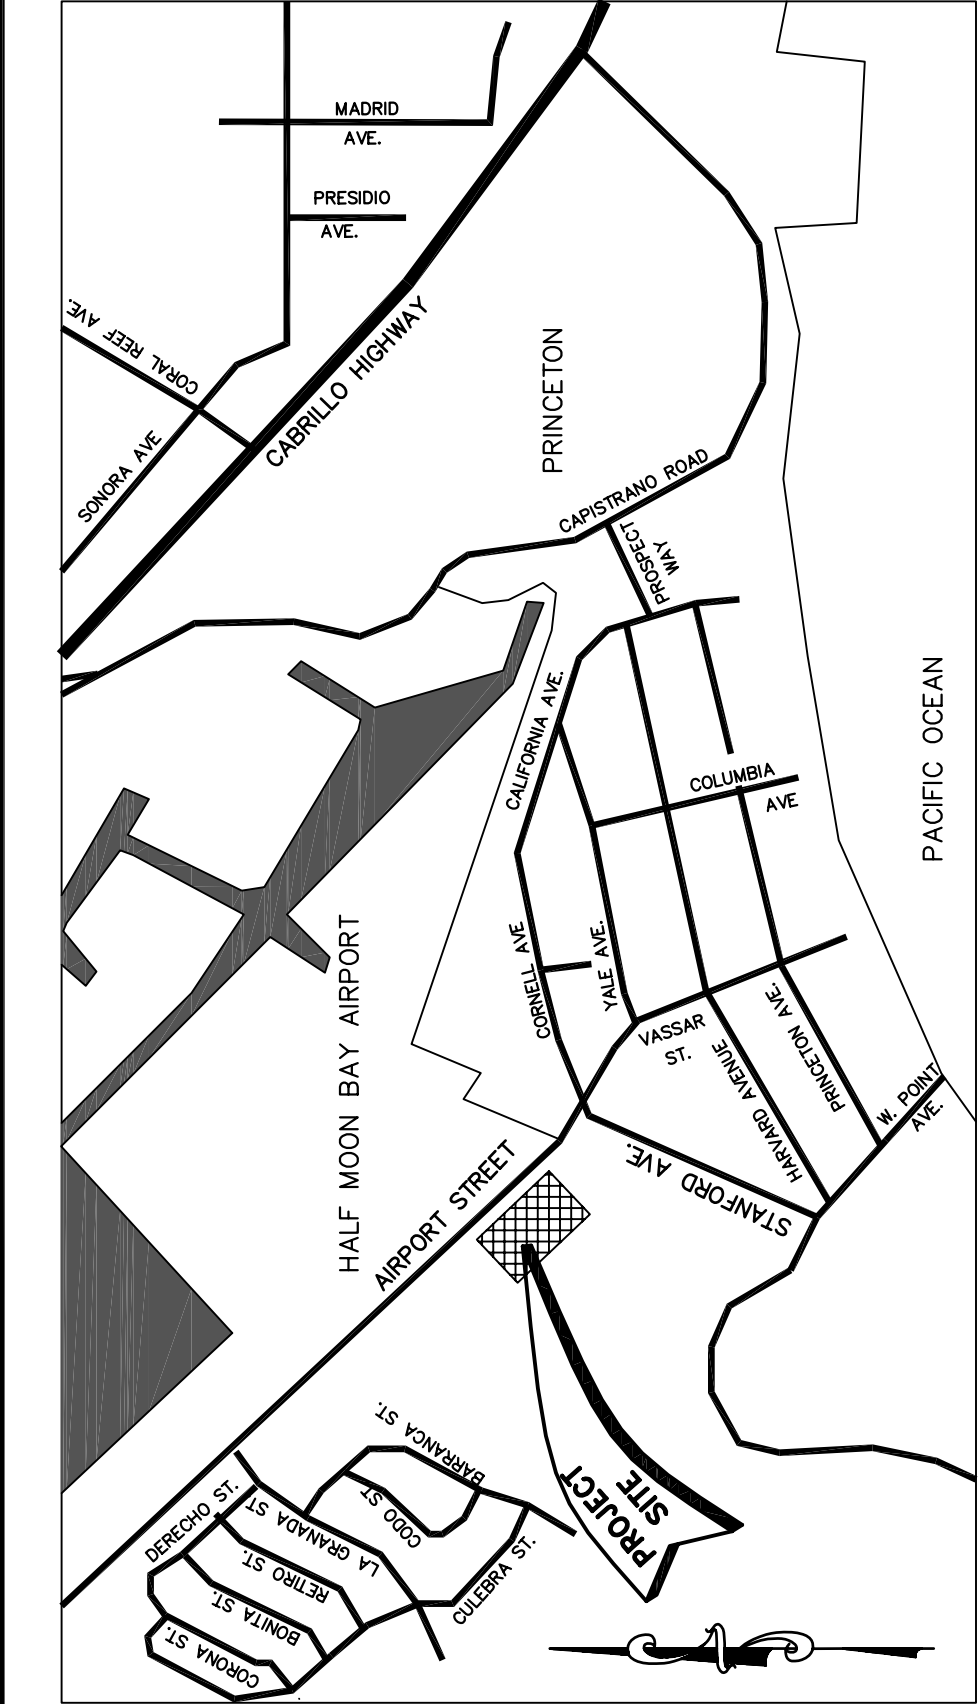 MADRID
AVE.
PRESIDIO
AVE.
CORAL REEF AVE.
SONORA AVE
CABRILLO HIGHWAY
PRINCETON
CAPISTRANO ROAD
PROSPECT
WAY
CALIFORNIA AVE.
COLUMBIA
AVE
PACIFIC OCEAN
HALF MOON BAY AIRPORT
CORNELL AVE
YALE AVE.
VASSAR
ST.
HARVARD AVENUE
PRINCETON AVE.
W. POINT
AVE.
STANFORD AVE.
AIRPORT STREET
PROJECT
SITE
BARRANCA ST.
CODO ST.
DERECHO ST.
LA GRANADA ST.
RETIRO ST.
BONITA ST.
CORONA ST.
CULEBRA ST.
N